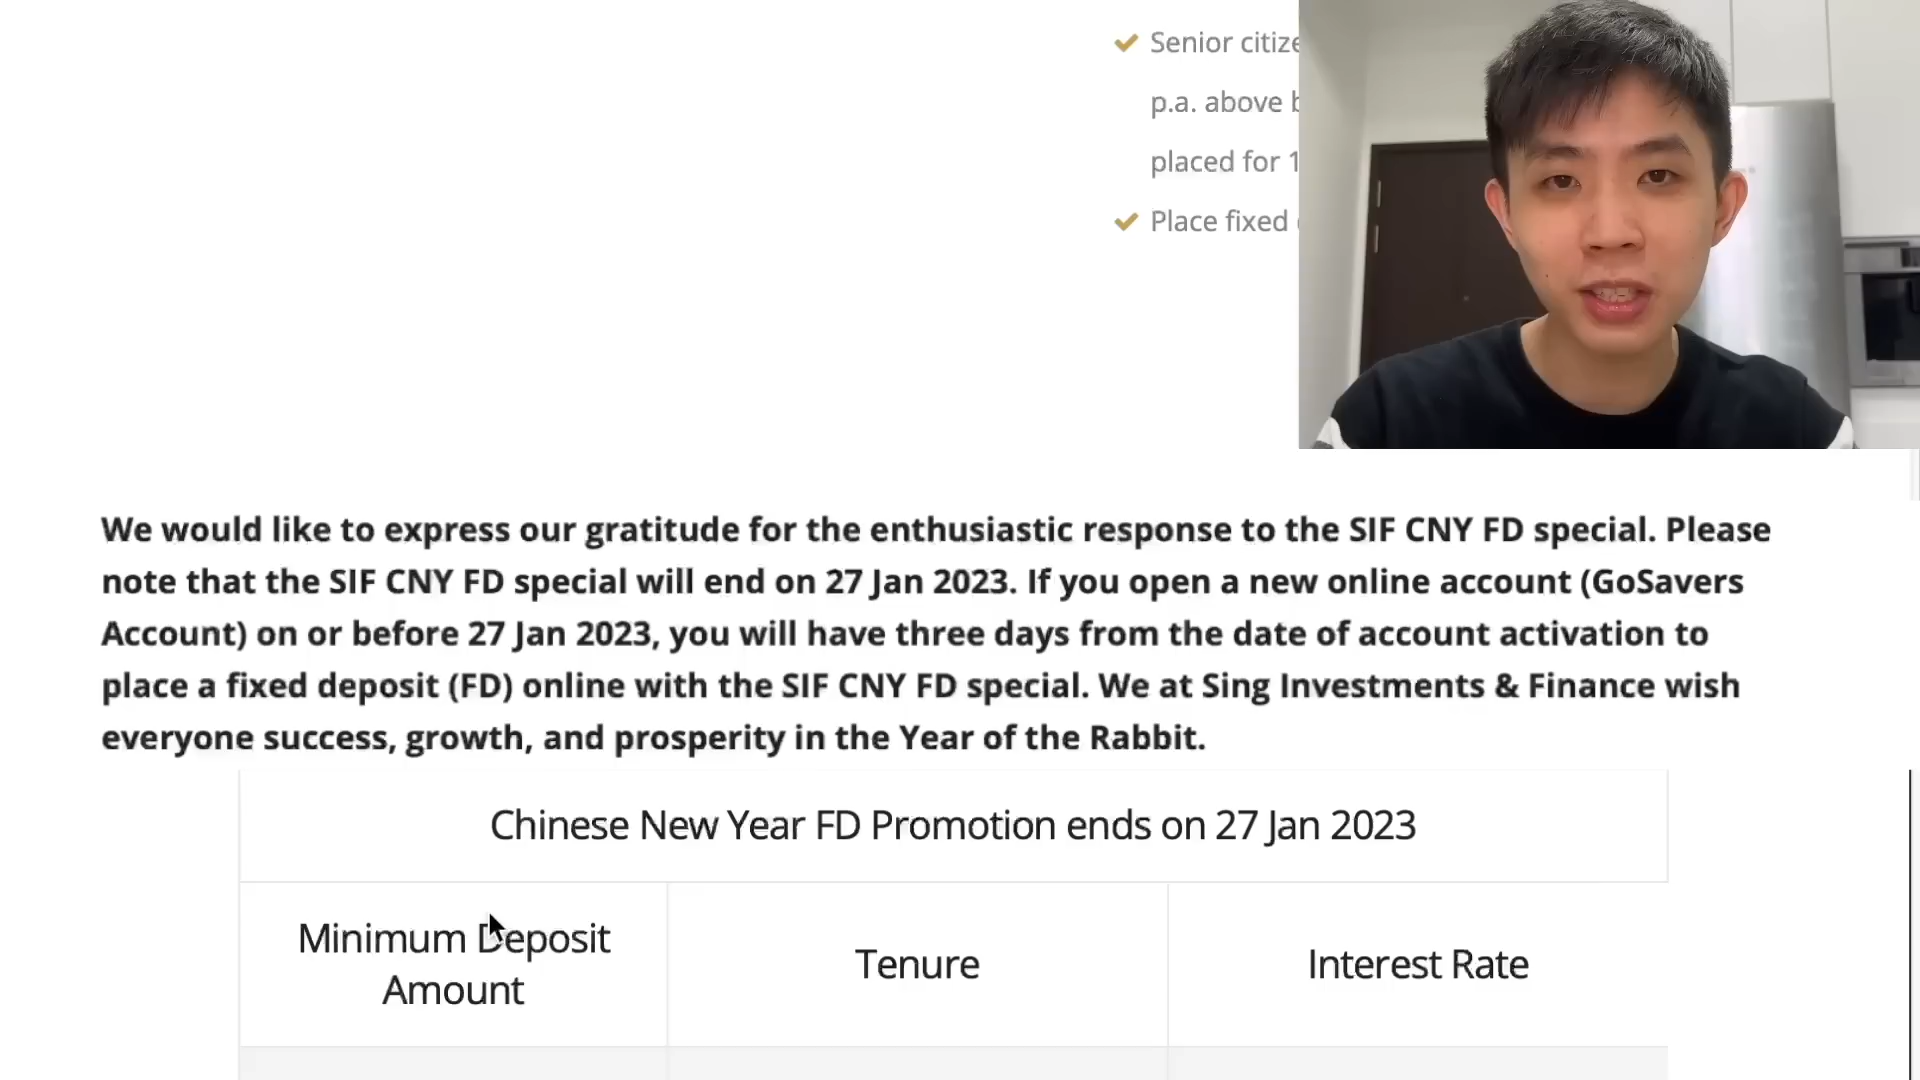 Senior
p.a. above
placed for 1
Place fixed
We would like to express our gratitude for the enthusiastic response to the SIF CNY FD special. Please
note that the SIF CNY FD special will end on 27 Jan 2023. If you open a new online account (GoSavers
Account) on or before 27 Jan 2023, you will have three days from the date of account activation to
place a fixed deposit (FD) online with the SIF CNY FD special. We at Sing Investments & Finance wish
everyone success, growth, and prosperity in the Year of the Rabbit.
Chinese New Year FD Promotion ends on 27 Jan 2023
Minimum Deposit
Amount
Tenure
Interest Rate